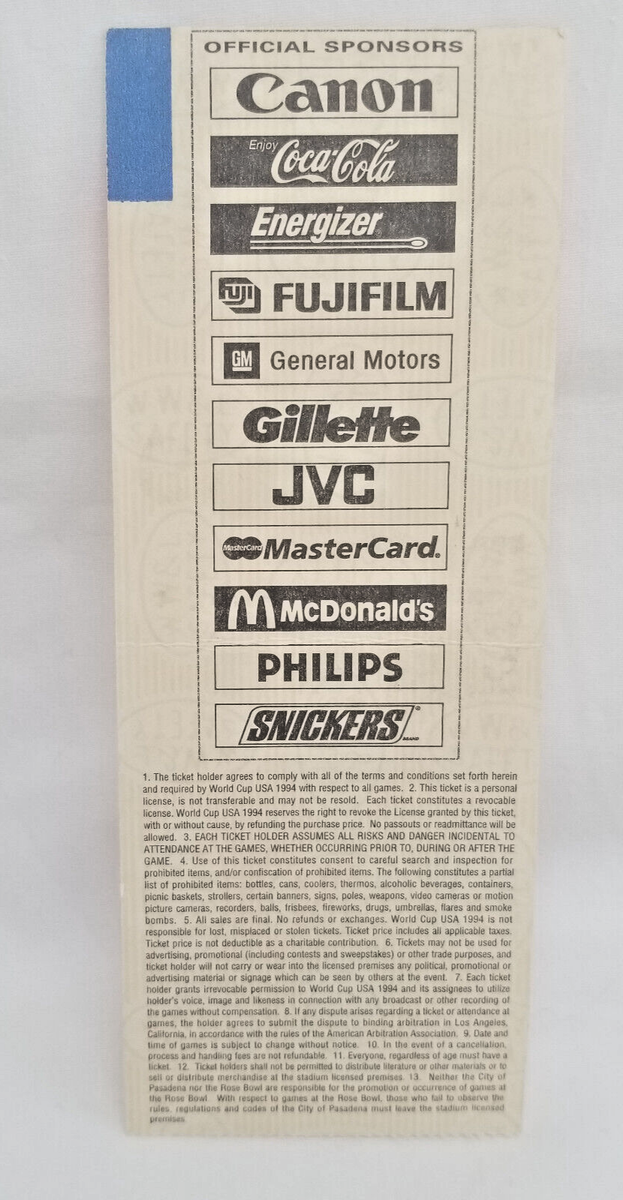 OFFICIAL SPONSORS
Canon
Enjoy
Coca-Cola
Energizer
FUJI FUJIFILM
GM General Motors
Gillette
JVC
MasterCard MasterCard®
M McDonald's
PHILIPS
SNICKERS®
BRAND
1. The ticket holder agrees to comply with all of the terms and conditions set forth herein
and required by World Cup USA 1994 with respect to all games. 2. This ticket is a personal
license, is not transferable and may not be resold. Each ticket constitutes a revocable
license. World Cup USA 1994 reserves the right to revoke the License granted by this ticket,
with or without cause, by refunding the purchase price. No passouts or readmittance will be
allowed. 3. EACH TICKET HOLDER ASSUMES ALL RISKS AND DANGER INCIDENTAL TO
ATTENDANCE AT THE GAMES, WHETHER OCCURRING PRIOR TO, DURING OR AFTER THE
GAME. 4. Use of this ticket constitutes consent to careful search and inspection for
prohibited items, and/or confiscation of prohibited items. The following constitutes a partial
list of prohibited items: bottles, cans, coolers, thermos, alcoholic beverages, containers,
picnic baskets, strollers, certain banners, signs, poles, weapons, video cameras or motion
picture cameras, recorders, balls, frisbees, fireworks, drugs, umbrellas, flares and smoke
bombs. 5. All sales are final. No refunds or exchanges. World Cup USA 1994 is not
responsible for lost, misplaced or stolen tickets. Ticket price includes all applicable taxes.
Ticket price is not deductible as a charitable contribution. 6. Tickets may not be used for
advertising, promotional (including contests and sweepstakes) or other trade purposes, and
ticket holder will not carry or wear into the licensed premises any political, promotional or
advertising material or signage which can be seen by others at the event. 7. Each ticket
holder grants irrevocable permission to World Cup USA 1994 and its assignees to utilize
holder's voice, image and likeness in connection with any broadcast or other recording of
the games without compensation. 8. If any dispute arises regarding a ticket or attendance at
games, the holder agrees to submit the dispute to binding arbitration in Los Angeles,
California, in accordance with the rules of the American Arbitration Association. 9. Date and
time of games is subject to change without notice. 10. In the event of a cancellation,
process and handling fees are not refundable. 11. Everyone, regardless of age must have a
ticket. 12. Ticket holders shall not be permitted to distribute literature or other materials or to
sell or distribute merchandise at the stadium licensed premises. 13. Neither the City of
Pasadena nor the Rose Bowl are responsible for the promotion or occurrence of games at
the Rose Bowl. With respect to games at the Rose Bowl, those who fail to observe the
rules, regulations and codes of the City of Pasadena must leave the stadium licensed
premises.